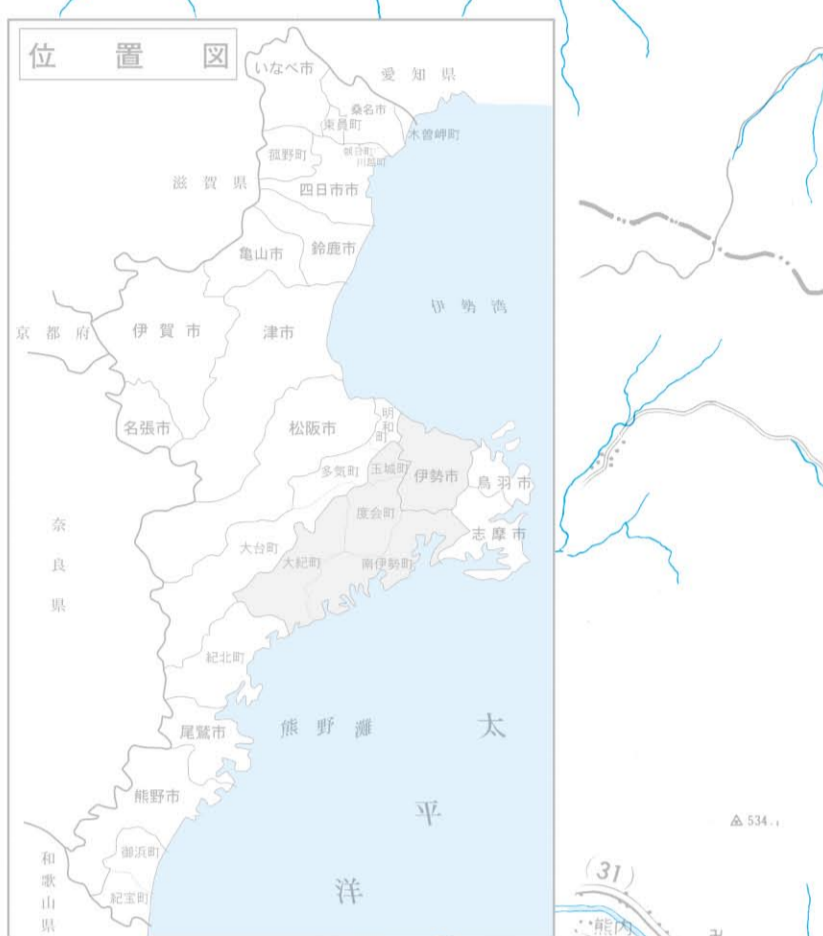 位置図
いなべ市
愛知県
桑名市
東員町
木曽岬町
菰野町
朝日町
川越町
滋賀県
四日市市
亀山市
鈴鹿市
伊勢湾
京都府
伊賀市
津市
名張市
松阪市
明和町
多気町
玉城町
伊勢市
鳥羽市
度会町
志摩市
奈良県
大台町
大紀町
南伊勢町
紀北町
尾鷲市
熊野灘
太平洋
熊野市
534.
御浜町
和歌山県
紀宝町
(31)
熊内